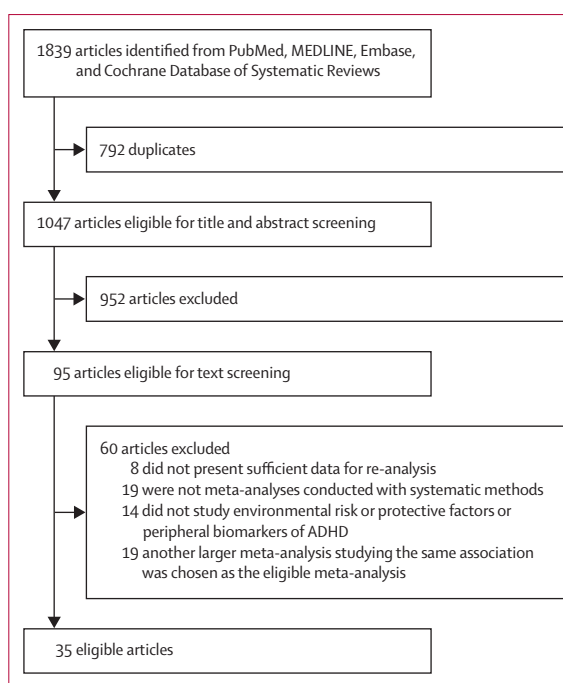 1839 articles identified from PubMed, MEDLINE, Embase,
and Cochrane Database of Systematic Reviews
792 duplicates
1047 articles eligible for title and abstract screening
952 articles excluded
95 articles eligible for text screening
60 articles excluded
8 did not present sufficient data for re-analysis
19 were not meta-analyses conducted with systematic methods
14 did not study environmental risk or protective factors or
peripheral biomarkers of ADHD
19 another larger meta-analysis studying the same association
was chosen as the eligible meta-analysis
35 eligible articles